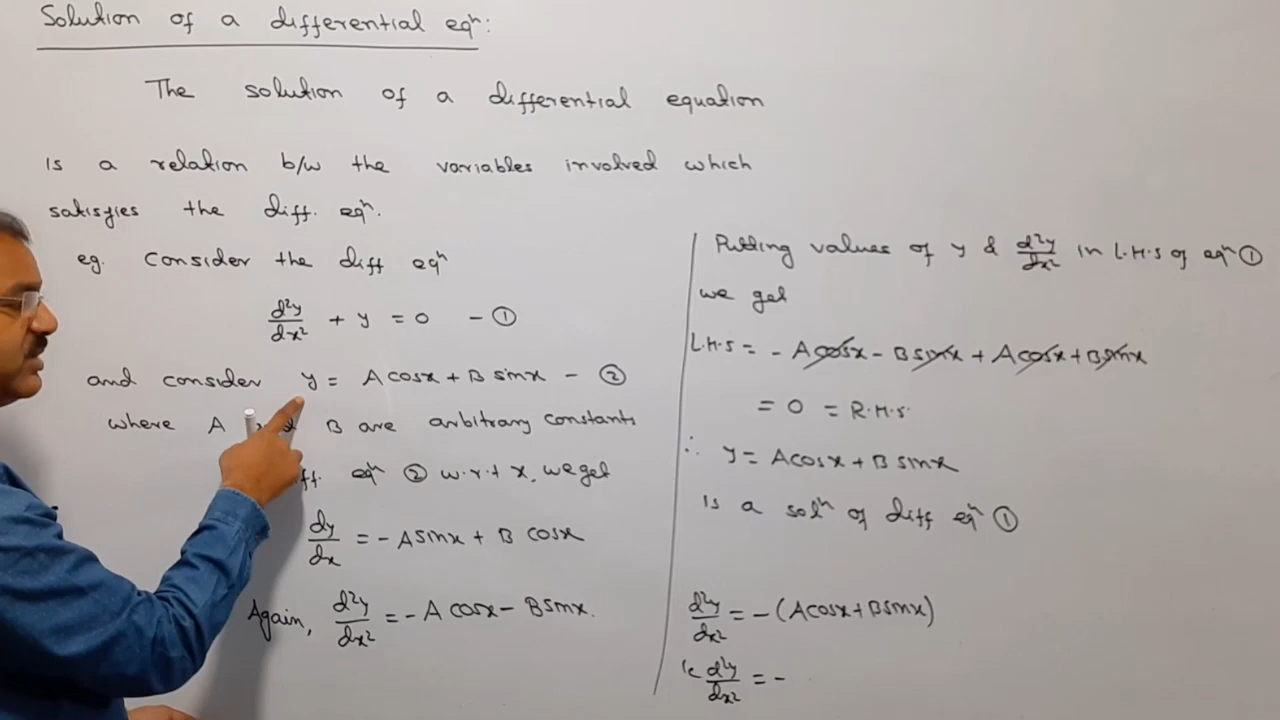 Solution of a differential eqⁿ:
The solution of a differential equation
is a relation b/w the variables involved which
satisfies the diff. eqⁿ.
eg. Consider the diff eqⁿ
d²y/dx² + y = 0 - ①
and consider y = A cosx + B sinx - ②
where A B are arbitrary constants
eqⁿ ② w.r.t x, we get
dy/dx = - A sinx + B cosx
Again, d²y/dx² = - A cosx - B sinx.
Putting values of y & d²y/dx² in L.H.S of eqⁿ ①
we get
L.H.S = - A cosx - B sinx + A cosx + B sinx
= 0 = R.H.S.
∴ y = A cosx + B sinx
Is a solⁿ of diff eqⁿ ①
d²y/dx² = - (A cosx + B sinx)
ie d²y/dx² = -